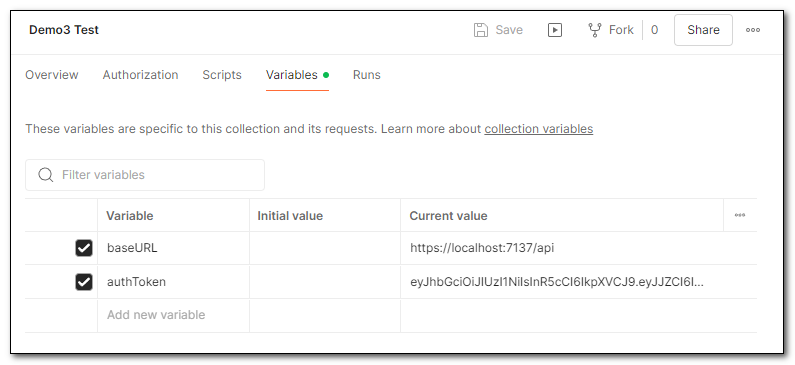 Demo3 Test Save Fork 0 Share
Overview Authorization Scripts Variables Runs
These variables are specific to this collection and its requests. Learn more about collection variables
Filter variables
Variable Initial value Current value
baseURL https://localhost:7137/api
authToken eyJhbGciOiJIUzI1NiIsInR5cCI6IkpXVCJ9.eyJJZCI6I...
Add new variable